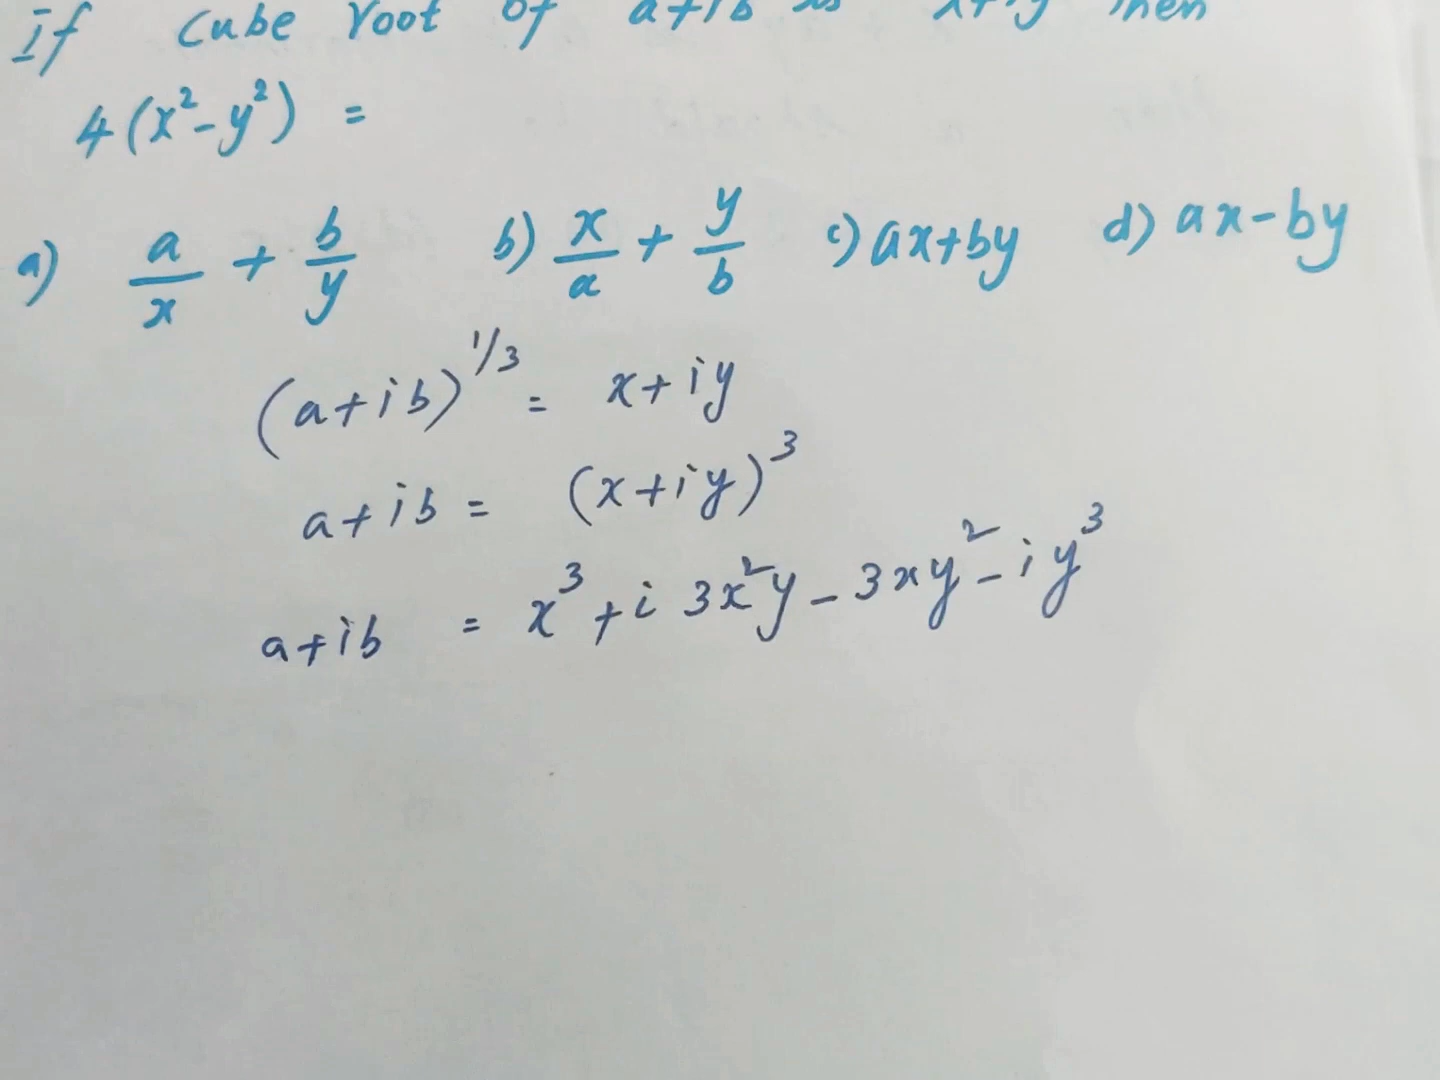 If cube root of a+ib is x+iy then
4(x²-y²) =
a) a/x + b/y b) x/a + y/b c) ax+by d) ax-by
(a+ib)^1/3 = x+iy
a+ib = (x+iy)³
a+ib = x³+i 3x²y-3xy²-iy³